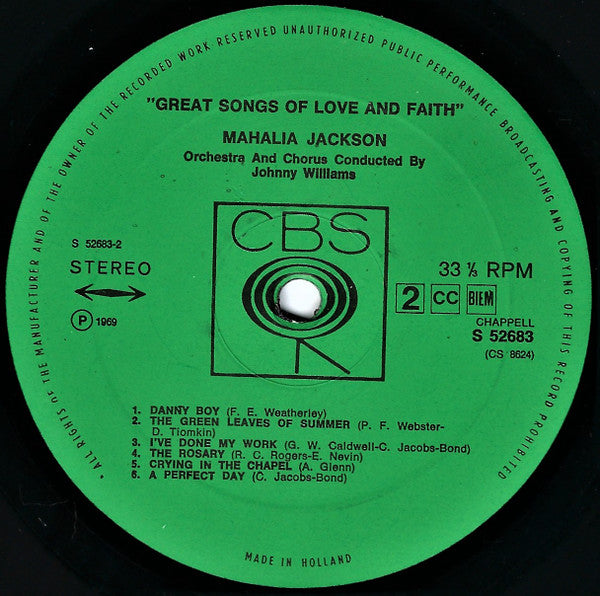 • ALL RIGHTS OF THE MANUFACTURER AND OF THE OWNER OF THE RECORDED WORK RESERVED UNAUTHORIZED PUBLIC PERFORMANCE BROADCASTING AND COPYING OF THIS RECORD PROHIBITED
"GREAT SONGS OF LOVE AND FAITH"
MAHALIA JACKSON
Orchestra And Chorus Conducted By
Johnny Williams
CBS
S 52683-2
STEREO
Ⓟ 1969
33 ⅓ RPM
2 CC BIEM
CHAPPELL
S 52683
(CS 8624)
1. DANNY BOY (F. E. Weatherley)
2. THE GREEN LEAVES OF SUMMER (P. F. Webster-
D. Tiomkin)
3. I'VE DONE MY WORK (G. W. Caldwell-C. Jacobs-Bond)
4. THE ROSARY (R. C. Rogers-E. Nevin)
5. CRYING IN THE CHAPEL (A. Glenn)
6. A PERFECT DAY (C. Jacobs-Bond)
MADE IN HOLLAND